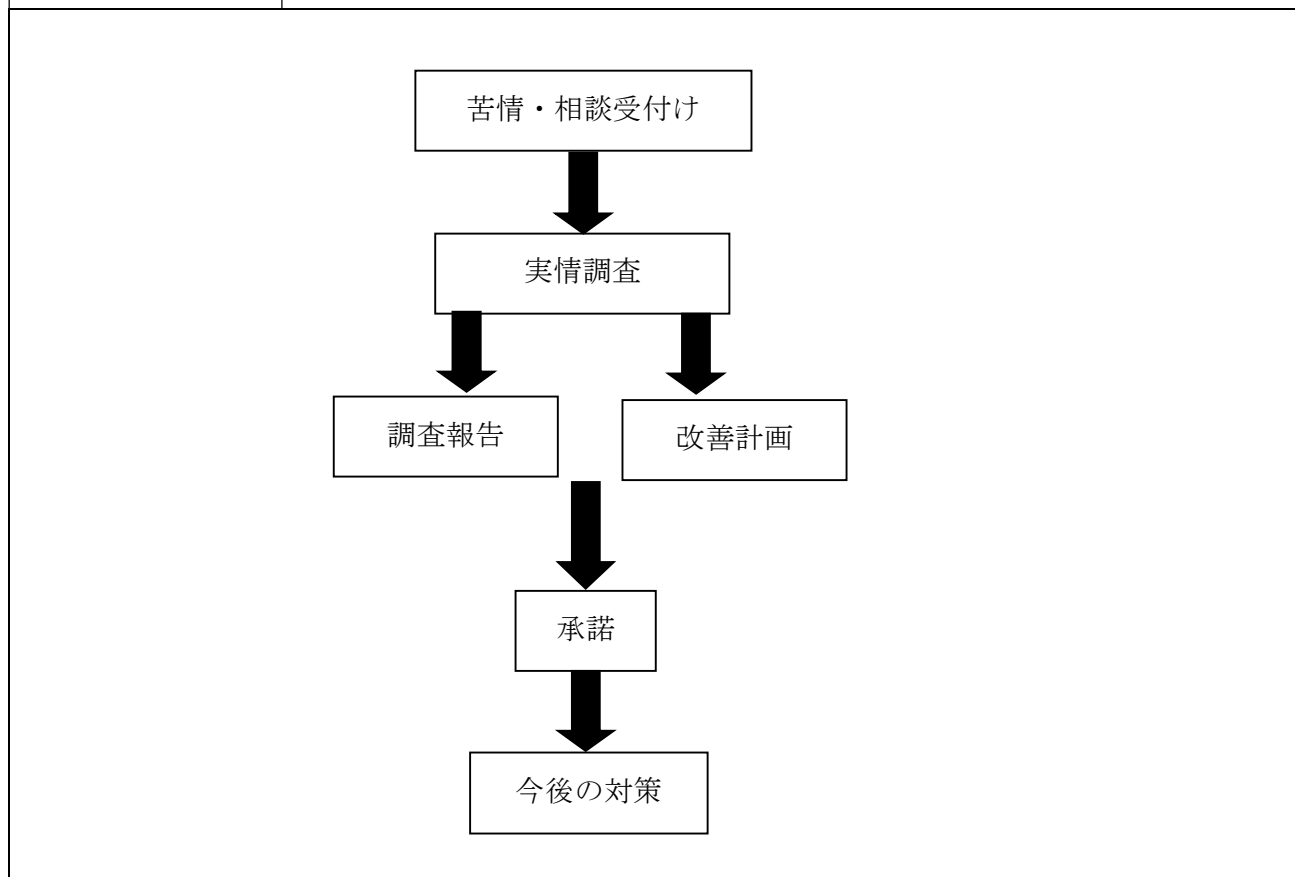 苦情・相談受付け
実情調査
調査報告
改善計画
承諾
今後の対策